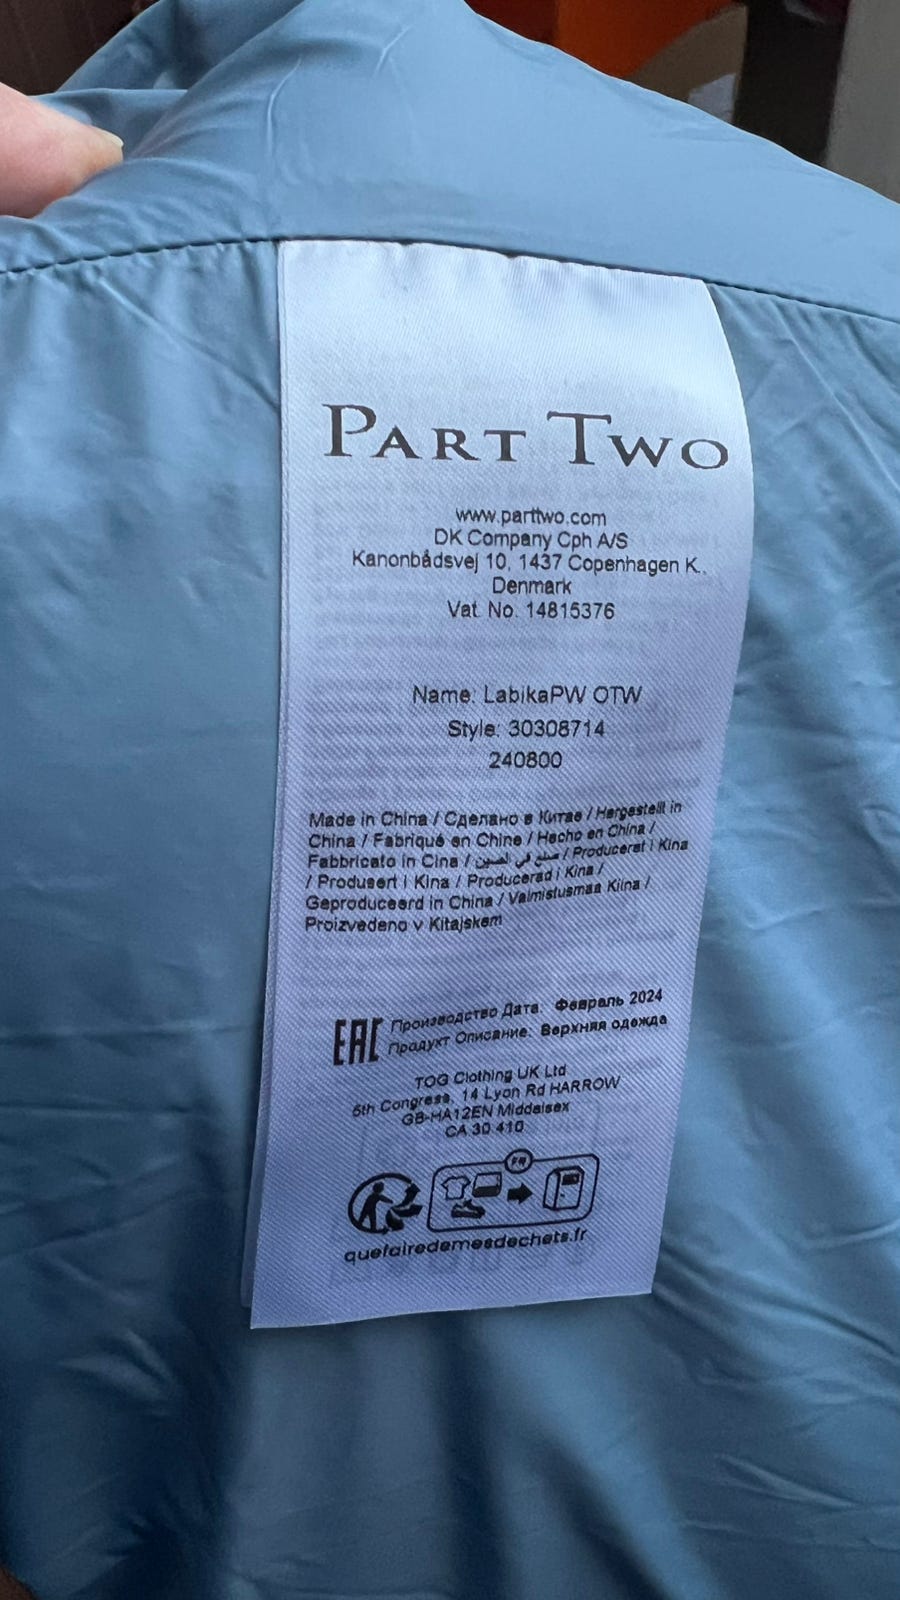 PART TWO
www.parttwo.com
DK Company Cph A/S
Kanonbådsvej 10, 1437 Copenhagen K.,
Denmark
Vat. No. 14815376
Name: LabikaPW OTW
Style: 30308714
240800
Made in China / Сделано в Китае / Hergestellt in
China / Fabriqué en Chine / Hecho en China /
Fabbricato in Cina / صنع في الصين / Produceret i Kina
/ Produsert i Kina / Producerad i Kina /
Geproduceerd in China / Valmistusmaa Kiina /
Proizvedeno v Kitajskem
EAC Производство Дата: Февраль 2024
Продукт Описание: Верхняя одежда
TOG Clothing UK Ltd
5th Congress, 14 Lyon Rd HARROW
GB-HA12EN Middelsex
CA 30 410
FR
quefairedemesdechets.fr